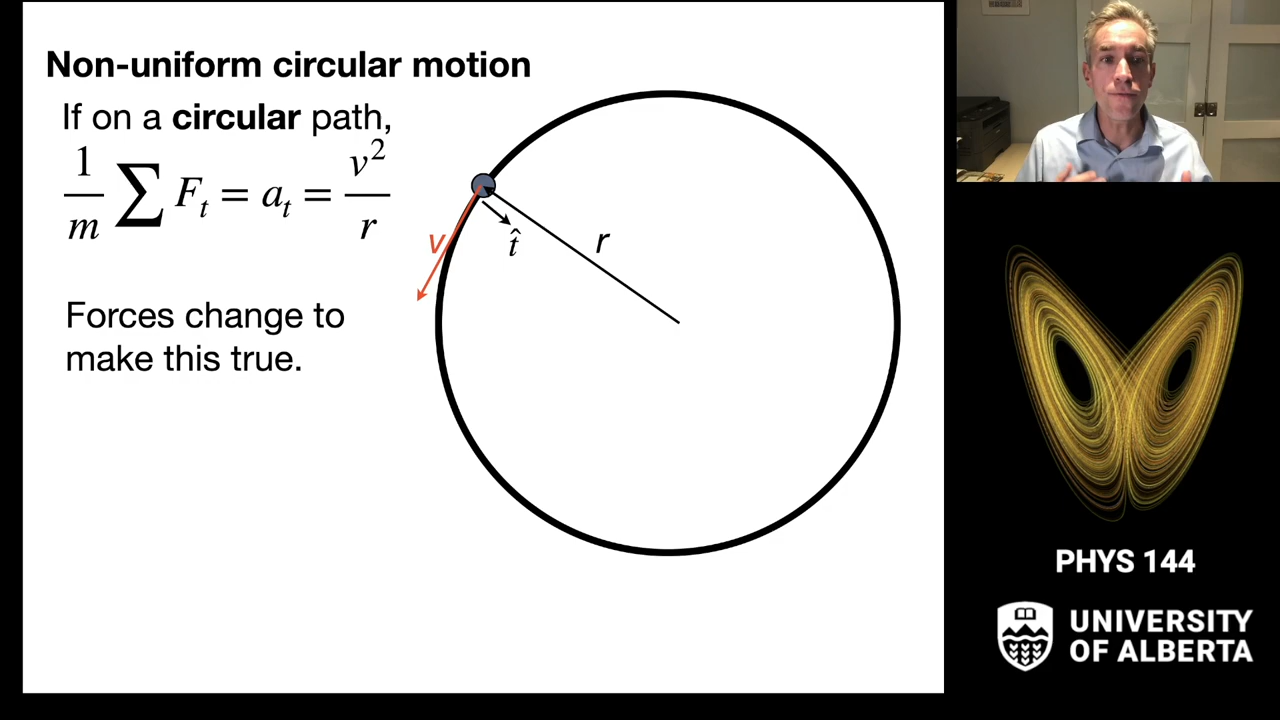 Non-uniform circular motion
If on a circular path,
1/m ∑ F_t = a_t = v²/r
v
t̂
r
Forces change to
make this true.
PHYS 144
UNIVERSITY
OF ALBERTA